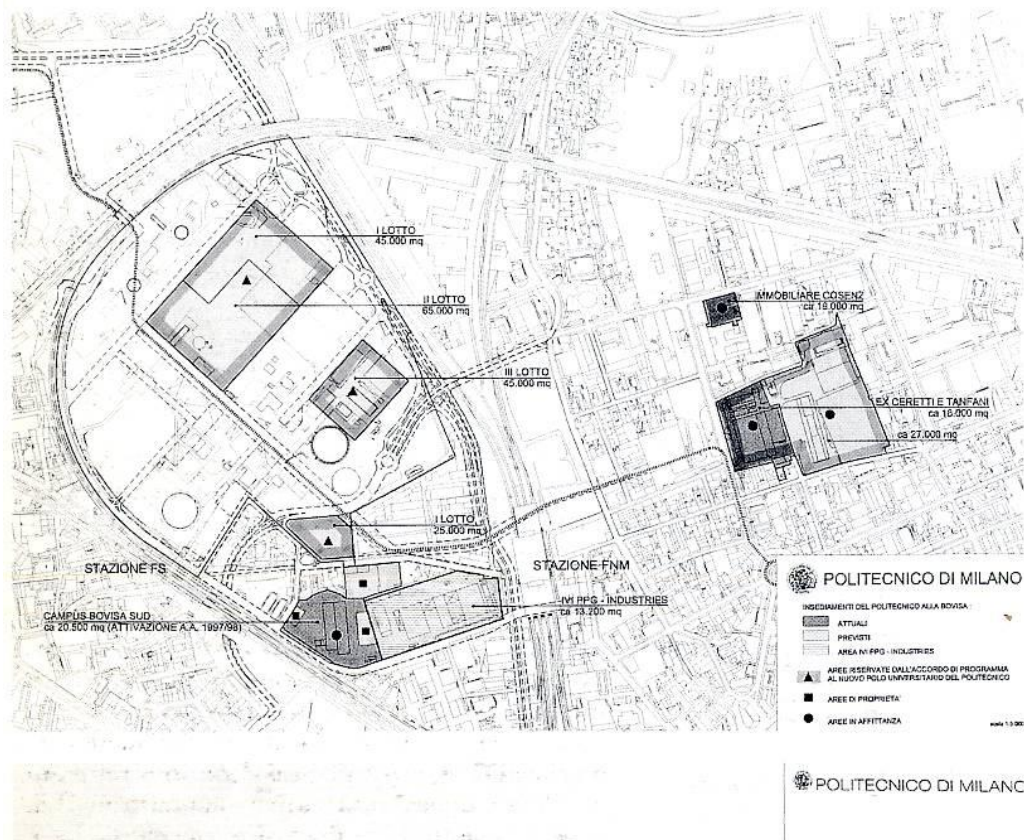 I LOTTO
45.000 mq
II LOTTO
65.000 mq
IMMOBILIARE COSENZ
ca 19.000 mq
III LOTTO
45.000 mq
EX CERETTI E TANFANI
ca 18.000 mq
ca 27.000 mq
I LOTTO
25.000 mq
STAZIONE FS
STAZIONE FNM
IVI PPG - INDUSTRIES
ca 13.200 mq
CAMPUS BOVISA SUD
ca 20.500 mq (ATTIVAZIONE A.A. 1997/98)
POLITECNICO DI MILANO
INSEDIAMENTI DEL POLITECNICO ALLA BOVISA
ATTUALI
PREVISTI
AREA IVI PPG - INDUSTRIES
AREE RISERVATE DALL'ACCORDO DI PROGRAMMA
AL NUOVO POLO UNIVERSITARIO DEL POLITECNICO
AREE DI PROPRIETA'
AREE IN AFFITTANZA
POLITECNICO DI MILANO